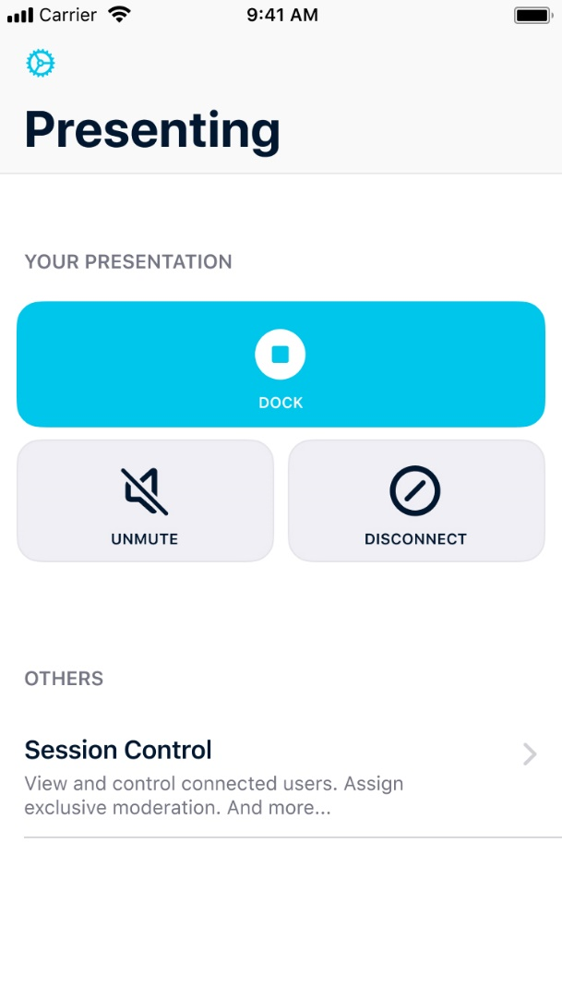 Carrier 9:41 AM
Presenting
YOUR PRESENTATION
DOCK
UNMUTE DISCONNECT
OTHERS
Session Control
View and control connected users. Assign
exclusive moderation. And more...